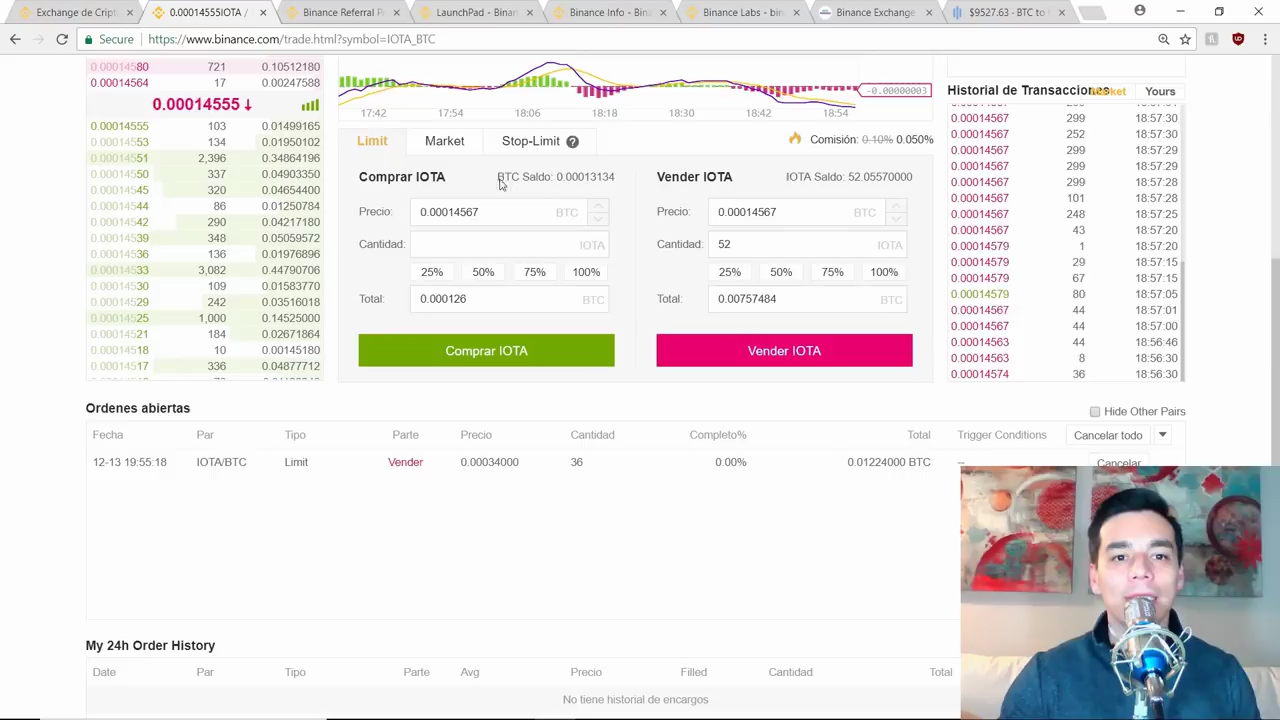 Exchange de Cript
0.00014555IOTA /
Binance Referral P
LaunchPad - Binan
Binance Info - Bina
Binance Labs - bin
Binance Exchange
$9527.63 - BTC to
Secure https://www.binance.com/trade.html?symbol=IOTA_BTC
0.00014580 721 0.10512180
0.00014564 17 0.00247588
0.00014555↓
0.00014555 103 0.01499165
0.00014553 134 0.01950102
0.00014551 2,396 0.34864196
0.00014550 337 0.04903350
0.00014545 320 0.04654400
0.00014544 86 0.01250784
0.00014542 290 0.04217180
0.00014539 348 0.05059572
0.00014536 136 0.01976896
0.00014533 3,082 0.44790706
0.00014530 109 0.01583770
0.00014529 242 0.03516018
0.00014525 1,000 0.14525000
0.00014521 184 0.02671864
0.00014518 10 0.00145180
0.00014517 336 0.04877712
-0.00000003
17:42 17:54 18:06 18:18 18:30 18:42 18:54
Limit Market Stop-Limit ?
Comisión: 0.10% 0.050%
Comprar IOTA BTC Saldo: 0.00013134
Precio: 0.00014567 BTC
Cantidad: IOTA
25% 50% 75% 100%
Total: 0.000126 BTC
Comprar IOTA
Vender IOTA IOTA Saldo: 52.05570000
Precio: 0.00014567 BTC
Cantidad: 52 IOTA
25% 50% 75% 100%
Total: 0.00757484 BTC
Vender IOTA
Historial de Transacciones Market Yours
0.00014567 299 18:57:30
0.00014567 252 18:57:30
0.00014567 299 18:57:29
0.00014567 299 18:57:29
0.00014567 299 18:57:28
0.00014567 101 18:57:28
0.00014567 248 18:57:25
0.00014567 43 18:57:20
0.00014579 1 18:57:20
0.00014579 29 18:57:15
0.00014579 67 18:57:15
0.00014579 80 18:57:05
0.00014567 44 18:57:01
0.00014567 44 18:57:00
0.00014563 44 18:56:46
0.00014563 8 18:56:30
0.00014574 36 18:56:30
Ordenes abiertas
Hide Other Pairs
Fecha Par Tipo Parte Precio Cantidad Completo% Total Trigger Conditions Cancelar todo
12-13 19:55:18 IOTA/BTC Limit Vender 0.00034000 36 0.00% 0.01224000 BTC -- Cancelar
My 24h Order History
Date Par Tipo Parte Avg Precio Filled Cantidad Total
No tiene historial de encargos